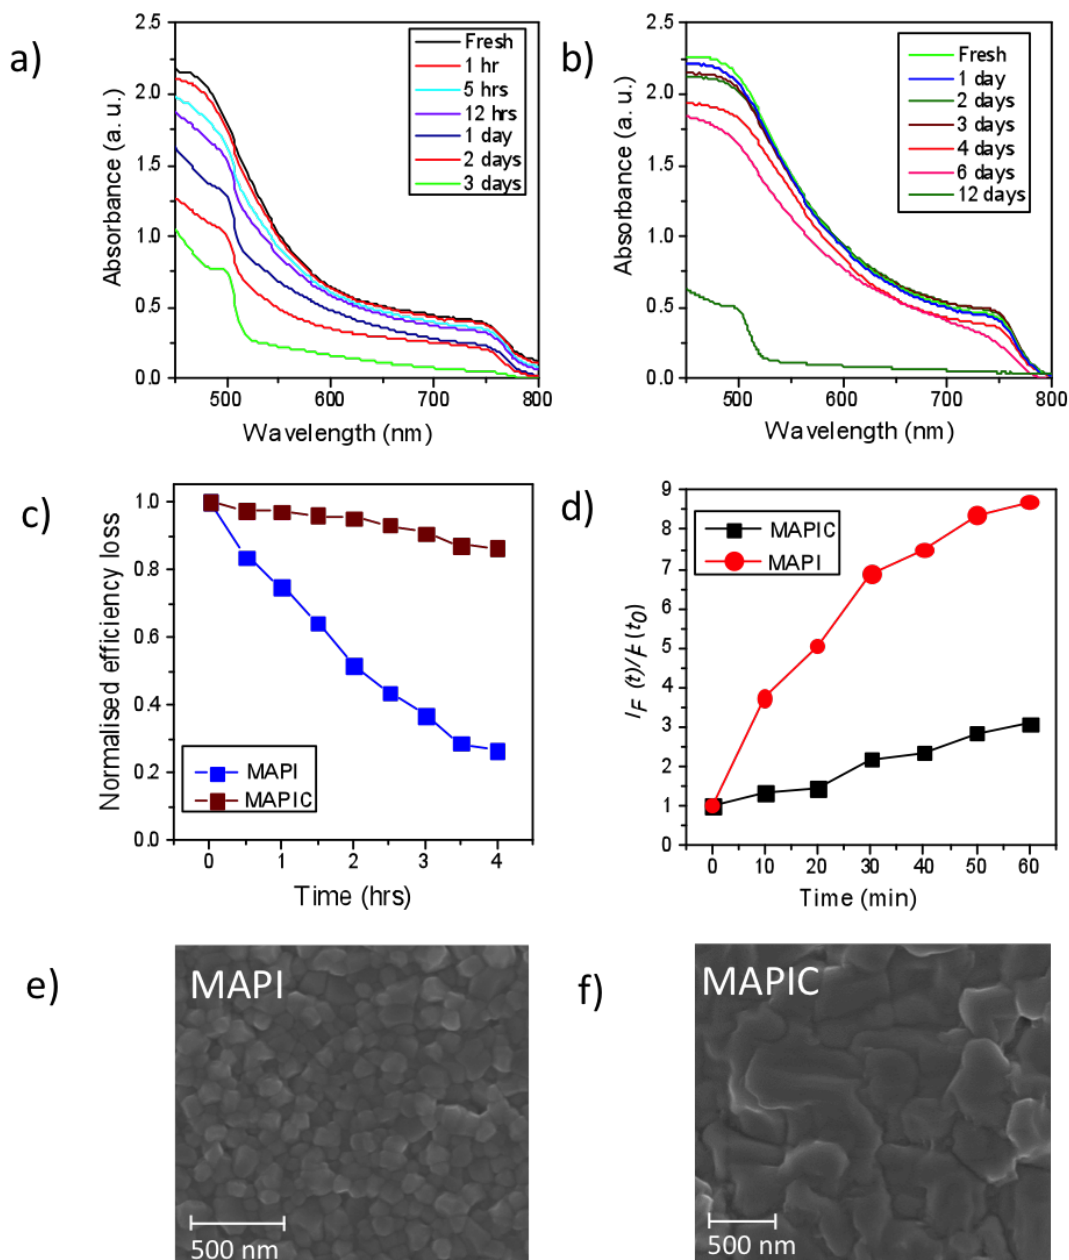 a)
2.5
2.0
1.5
1.0
0.5
0.0
Absorbance (a. u.)
Fresh
1 hr
5 hrs
12 hrs
1 day
2 days
3 days
500
600
700
800
Wavelength (nm)
b)
2.5
2.0
1.5
1.0
0.5
0.0
Absorbance (a. u.)
Fresh
1 day
2 days
3 days
4 days
6 days
12 days
500
600
700
800
Wavelength (nm)
c)
1.0
0.8
0.6
0.4
0.2
0.0
Normalised efficiency loss
MAPI
MAPIC
0
1
2
3
4
Time (hrs)
d)
9
8
7
6
5
4
3
2
1
0
MAPIC
MAPI
0
10
20
30
40
50
60
Time (min)
e)
MAPI
500 nm
f)
MAPIC
500 nm